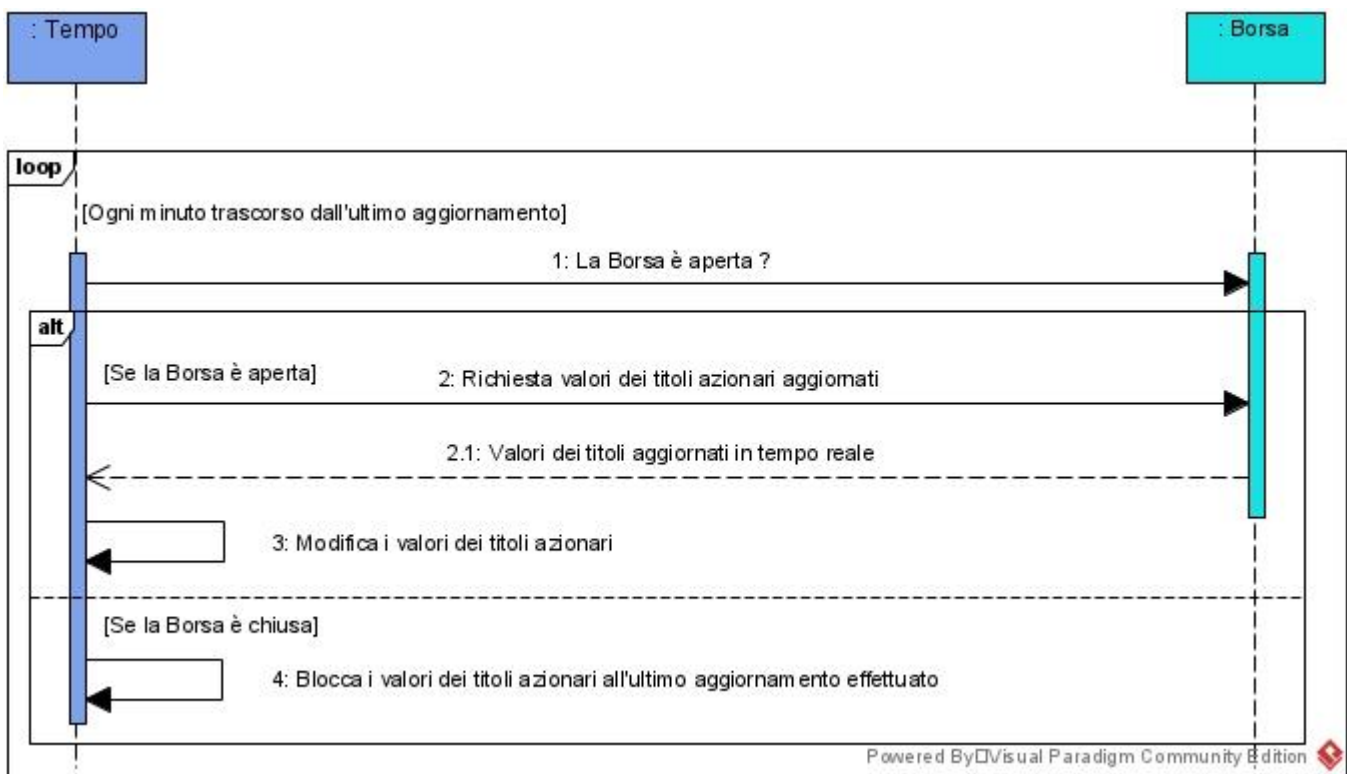 : Tempo
: Borsa
loop
[Ogni minuto trascorso dall'ultimo aggiornamento]
1: La Borsa è aperta ?
alt
[Se la Borsa è aperta]
2: Richiesta valori dei titoli azionari aggiornati
2.1: Valori dei titoli aggiornati in tempo reale
3: Modifica i valori dei titoli azionari
[Se la Borsa è chiusa]
4: Blocca i valori dei titoli azionari all'ultimo aggiornamento effettuato
Powered By□Visual Paradigm Community Edition